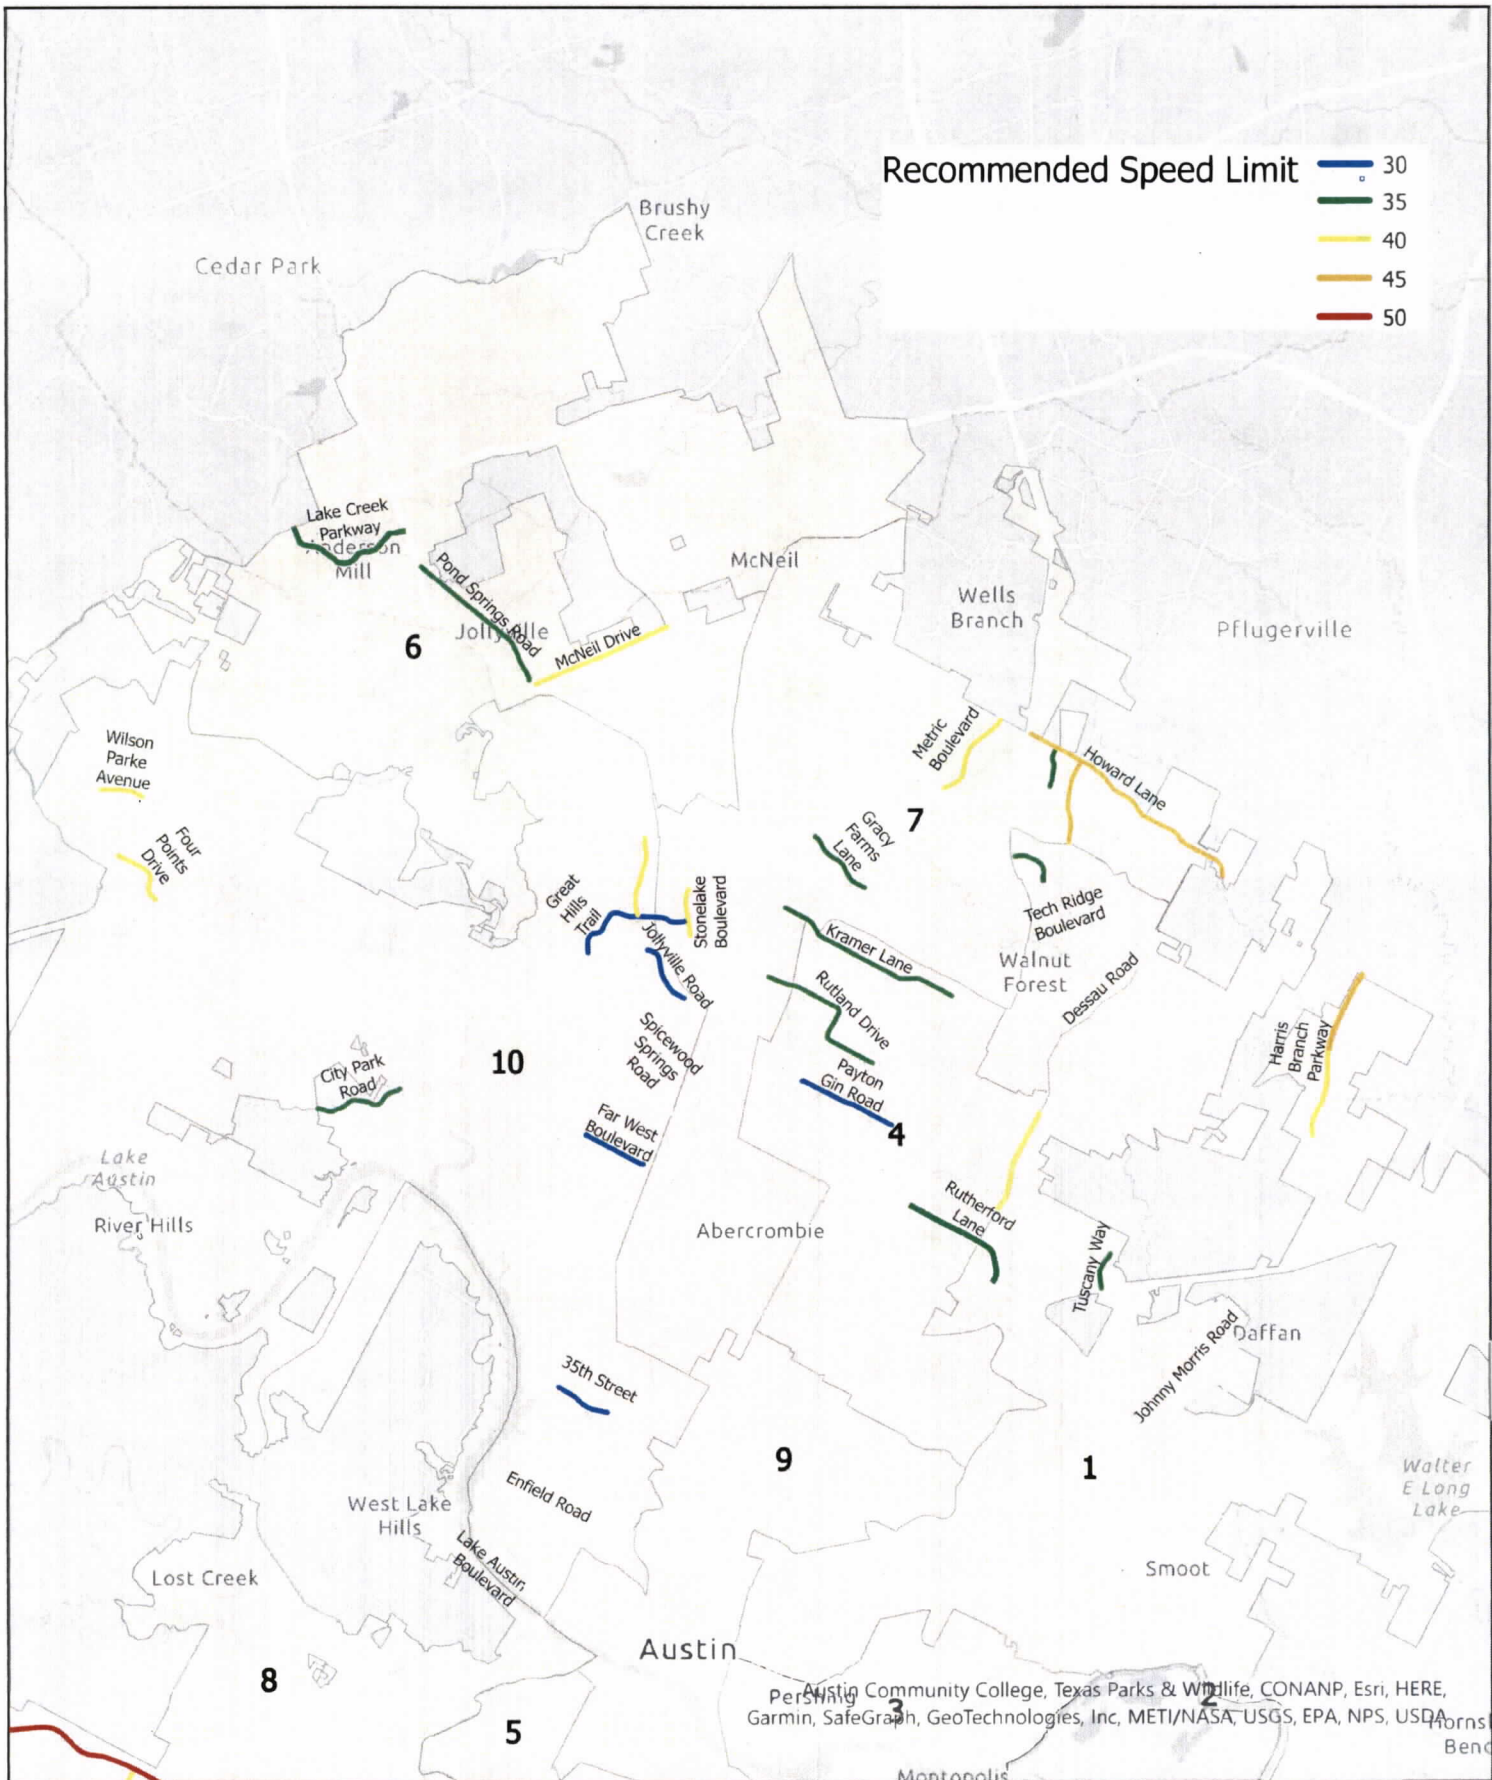 Recommended Speed Limit
30
35
40
45
50
Brushy
Creek
Cedar Park
Lake Creek
Parkway
Anderson
Mill
McNeil
Pond Springs Road
Jollyville
McNeil Drive
6
Wells
Branch
Pflugerville
Wilson
Parke
Avenue
Metric
Boulevard
Howard Lane
7
Four
Points
Drive
Gracy
Farms
Lane
Great
Hills
Trail
Stonelake
Boulevard
Jollyville Road
Tech Ridge
Boulevard
Kramer Lane
Walnut
Forest
Dessau Road
Rutland Drive
Spicewood
Springs
Road
Harris
Branch
Parkway
10
City Park
Road
Payton
Gin Road
4
Far West
Boulevard
Lake
Austin
River Hills
Abercrombie
Rutherford
Lane
Tuscany Way
Daffan
Johnny Morris Road
35th Street
9
1
Walter
E Long
Lake
Enfield Road
West Lake
Hills
Lake Austin
Boulevard
Lost Creek
Smoot
Austin
8
5
Pershing
3
2
Austin Community College, Texas Parks & Wildlife, CONANP, Esri, HERE,
Garmin, SafeGraph, GeoTechnologies, Inc, METI/NASA, USGS, EPA, NPS, USDA
Montopolis